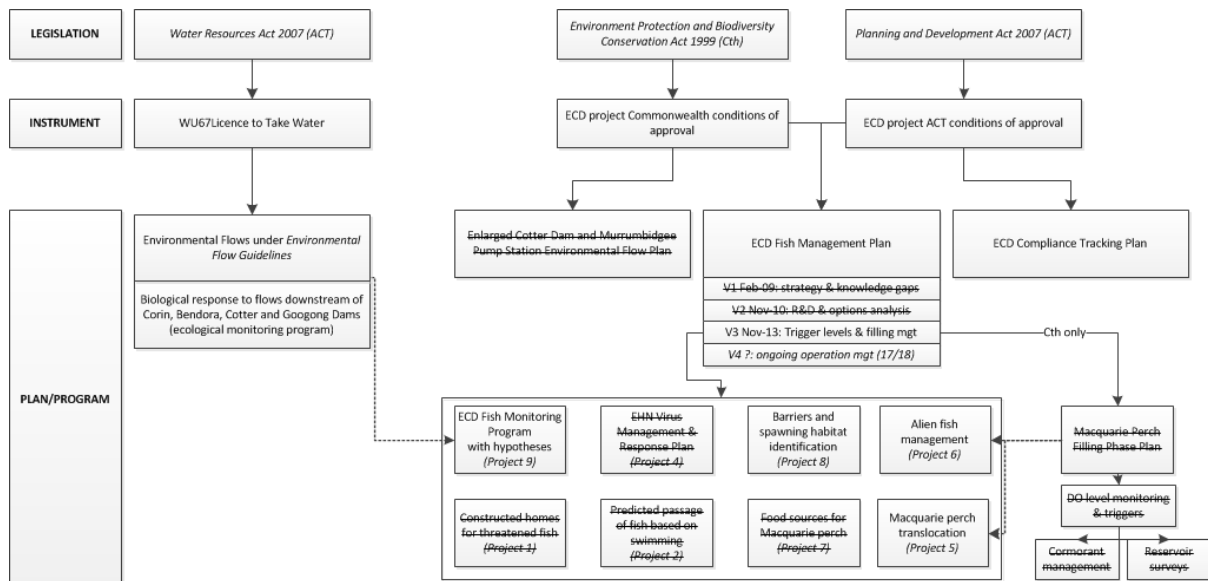 LEGISLATION
Water Resources Act 2007 (ACT)
Environment Protection and Biodiversity
Conservation Act 1999 (Cth)
Planning and Development Act 2007 (ACT)
INSTRUMENT
WU67Licence to Take Water
ECD project Commonwealth conditions of
approval
ECD project ACT conditions of approval
PLAN/PROGRAM
Environmental Flows under Environmental
Flow Guidelines
Biological response to flows downstream of
Corin, Bendora, Cotter and Googong Dams
(ecological monitoring program)
Enlarged Cotter Dam and Murrumbidgee
Pump Station Environmental Flow Plan
ECD Fish Management Plan
V1 Feb-09: strategy & knowledge gaps
V2 Nov-10: R&D & options analysis
V3 Nov-13: Trigger levels & filling mgt
V4 ?: ongoing operation mgt (17/18)
ECD Compliance Tracking Plan
Cth only
ECD Fish Monitoring
Program
with hypotheses
(Project 9)
EHN Virus
Management &
Response Plan
(Project 4)
Barriers and
spawning habitat
identification
(Project 8)
Alien fish
management
(Project 6)
Macquarie Perch
Filling Phase Plan
Constructed homes
for threatened fish
(Project 1)
Predicted passage
of fish based on
swimming
(Project 2)
Food sources for
Macquarie perch
(Project 7)
Macquarie perch
translocation
(Project 5)
DO level monitoring
& triggers
Cormorant
management
Reservoir
surveys